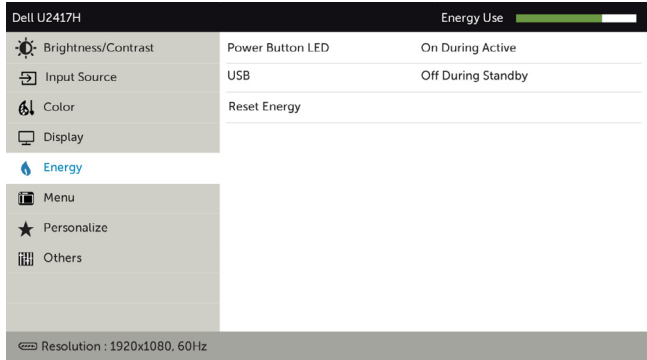 Dell U2417H
Energy Use
Brightness/Contrast
Power Button LED
On During Active
Input Source
USB
Off During Standby
Color
Reset Energy
Display
Energy
Menu
Personalize
Others
Resolution : 1920x1080, 60Hz